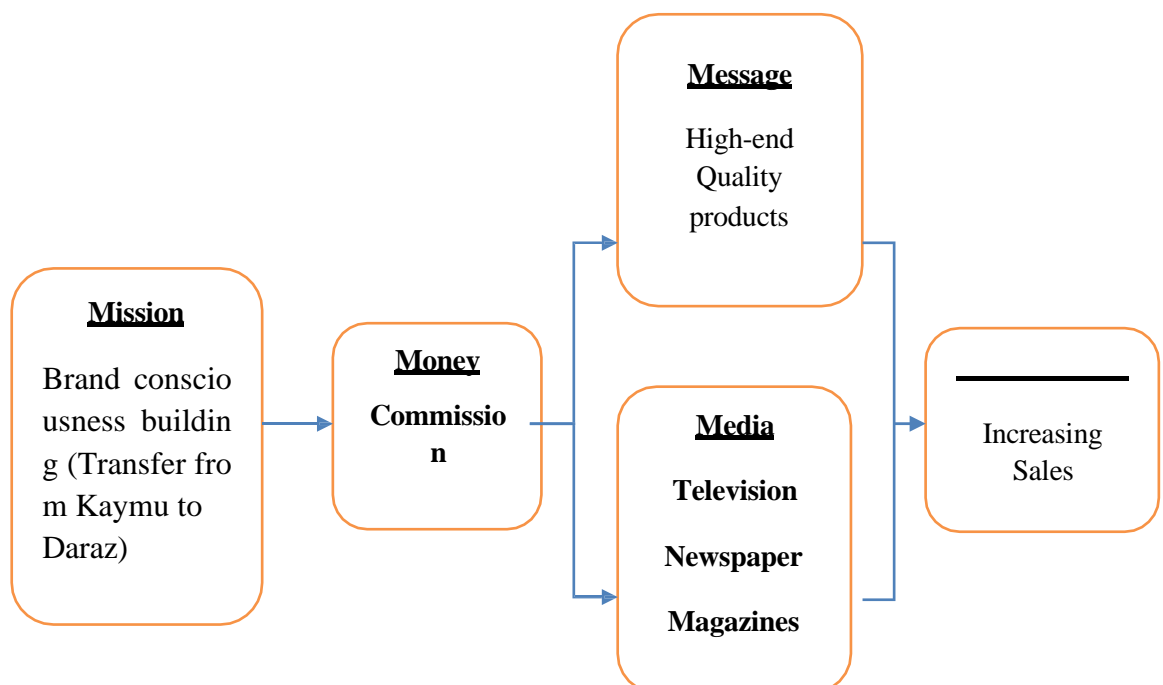 Mission
Brand conscio
usness buildin
g (Transfer fro
m Kaymu to
Daraz)
Money
Commissio
n
Message
High-end
Quality
products
Media
Television
Newspaper
Magazines
Increasing
Sales